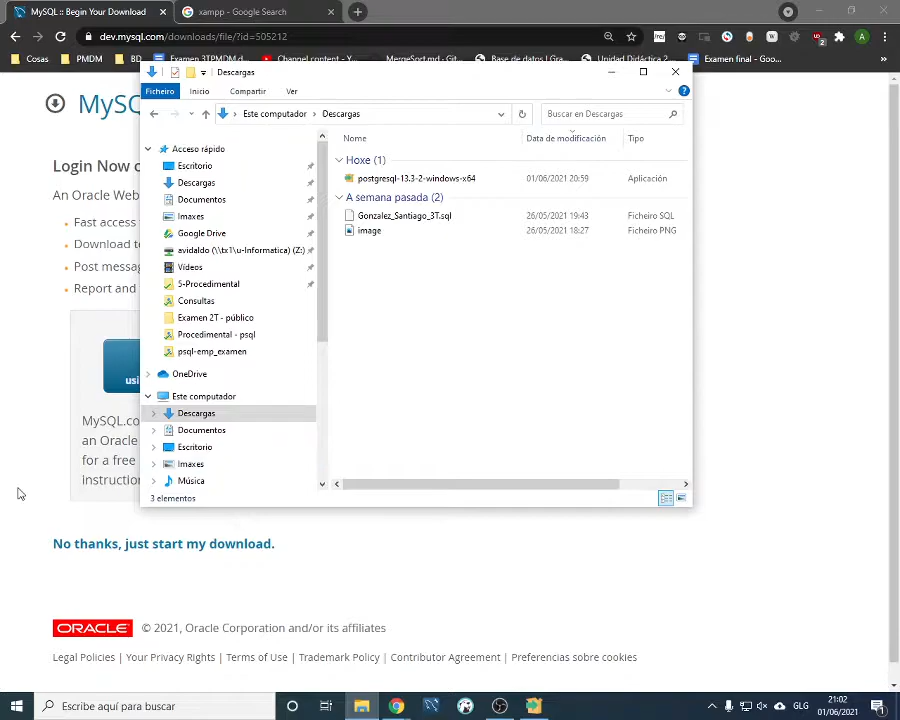 MySQL :: Begin Your Download
xampp - Google Search
dev.mysql.com/downloads/file/?id=505212
Cosas
PMDM
BD
Examen 3TPMDM.d
Channel content - Y...
MergeSort.md - Git...
Base de datos | Gra
Unidad Didáctica 2...
Examen final - Goo...
»
MySQ
Login Now o
An Oracle Web
Fast access
Download to
Post messag
Report and
usi
MySQL.co
an Oracle
for a free
instruction
Descargas
Ficheiro
Inicio
Compartir
Ver
Este computador
Descargas
Buscar en Descargas
Acceso rápido
Escritorio
Descargas
Documentos
Imaxes
Google Drive
avidaldo (\\tx1\u-Informatica) (Z:)
Vídeos
5-Procedimental
Consultas
Examen 2T - público
Procedimental - psql
psql-emp_examen
OneDrive
Este computador
Descargas
Documentos
Escritorio
Imaxes
Música
Nome
Data de modificación
Tipo
Hoxe (1)
postgresql-13.3-2-windows-x64 01/06/2021 20:59 Aplicación
A semana pasada (2)
Gonzalez_Santiago_3T.sql 26/05/2021 19:43 Ficheiro SQL
image 26/05/2021 18:27 Ficheiro PNG
3 elementos
No thanks, just start my download.
ORACLE © 2021, Oracle Corporation and/or its affiliates
Legal Policies | Your Privacy Rights | Terms of Use | Trademark Policy | Contributor Agreement | Preferencias sobre cookies
Escribe aquí para buscar
GLG
21:02
01/06/2021